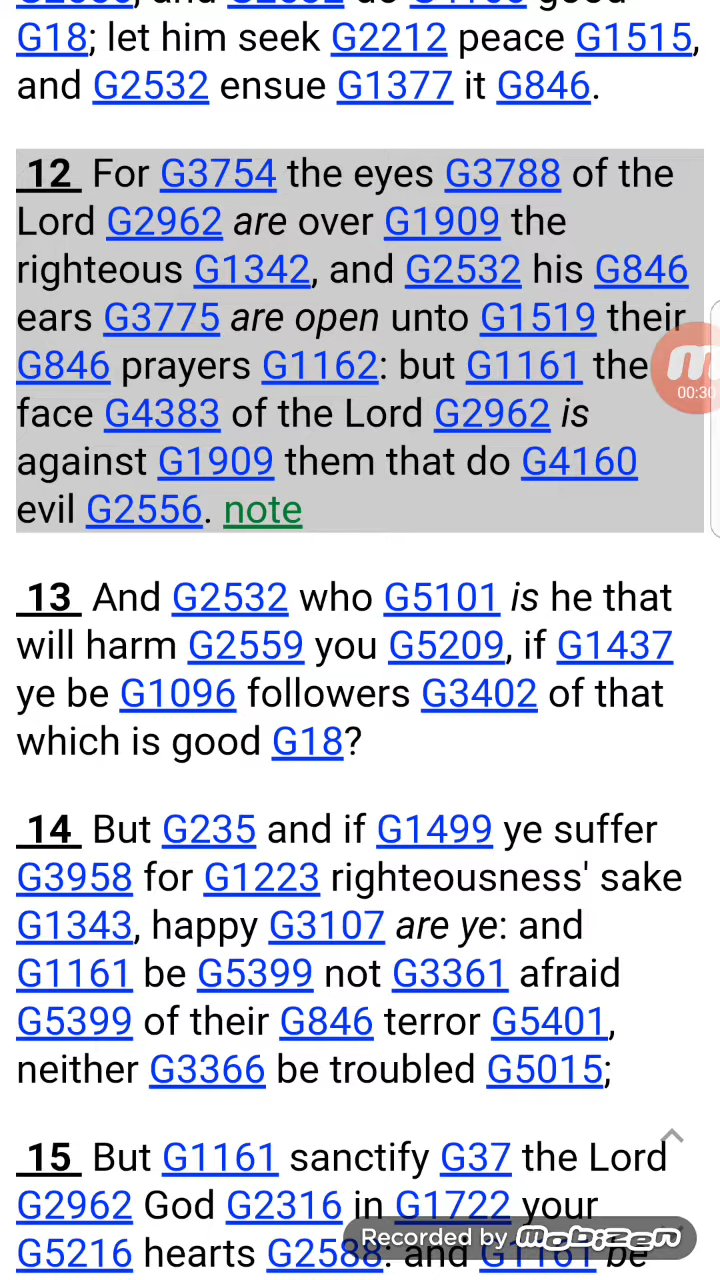 G18; let him seek G2212 peace G1515,
and G2532 ensue G1377 it G846.
12 For G3754 the eyes G3788 of the
Lord G2962 are over G1909 the
righteous G1342, and G2532 his G846
ears G3775 are open unto G1519 their
G846 prayers G1162: but G1161 the
00:30
face G4383 of the Lord G2962 is
against G1909 them that do G4160
evil G2556. note
13 And G2532 who G5101 is he that
will harm G2559 you G5209, if G1437
ye be G1096 followers G3402 of that
which is good G18?
14 But G235 and if G1499 ye suffer
G3958 for G1223 righteousness' sake
G1343, happy G3107 are ye: and
G1161 be G5399 not G3361 afraid
G5399 of their G846 terror G5401,
neither G3366 be troubled G5015;
15 But G1161 sanctify G37 the Lord
G2962 God G2316 in G1722 your
Recorded by mobizen
G5216 hearts G2588: and G1161 be